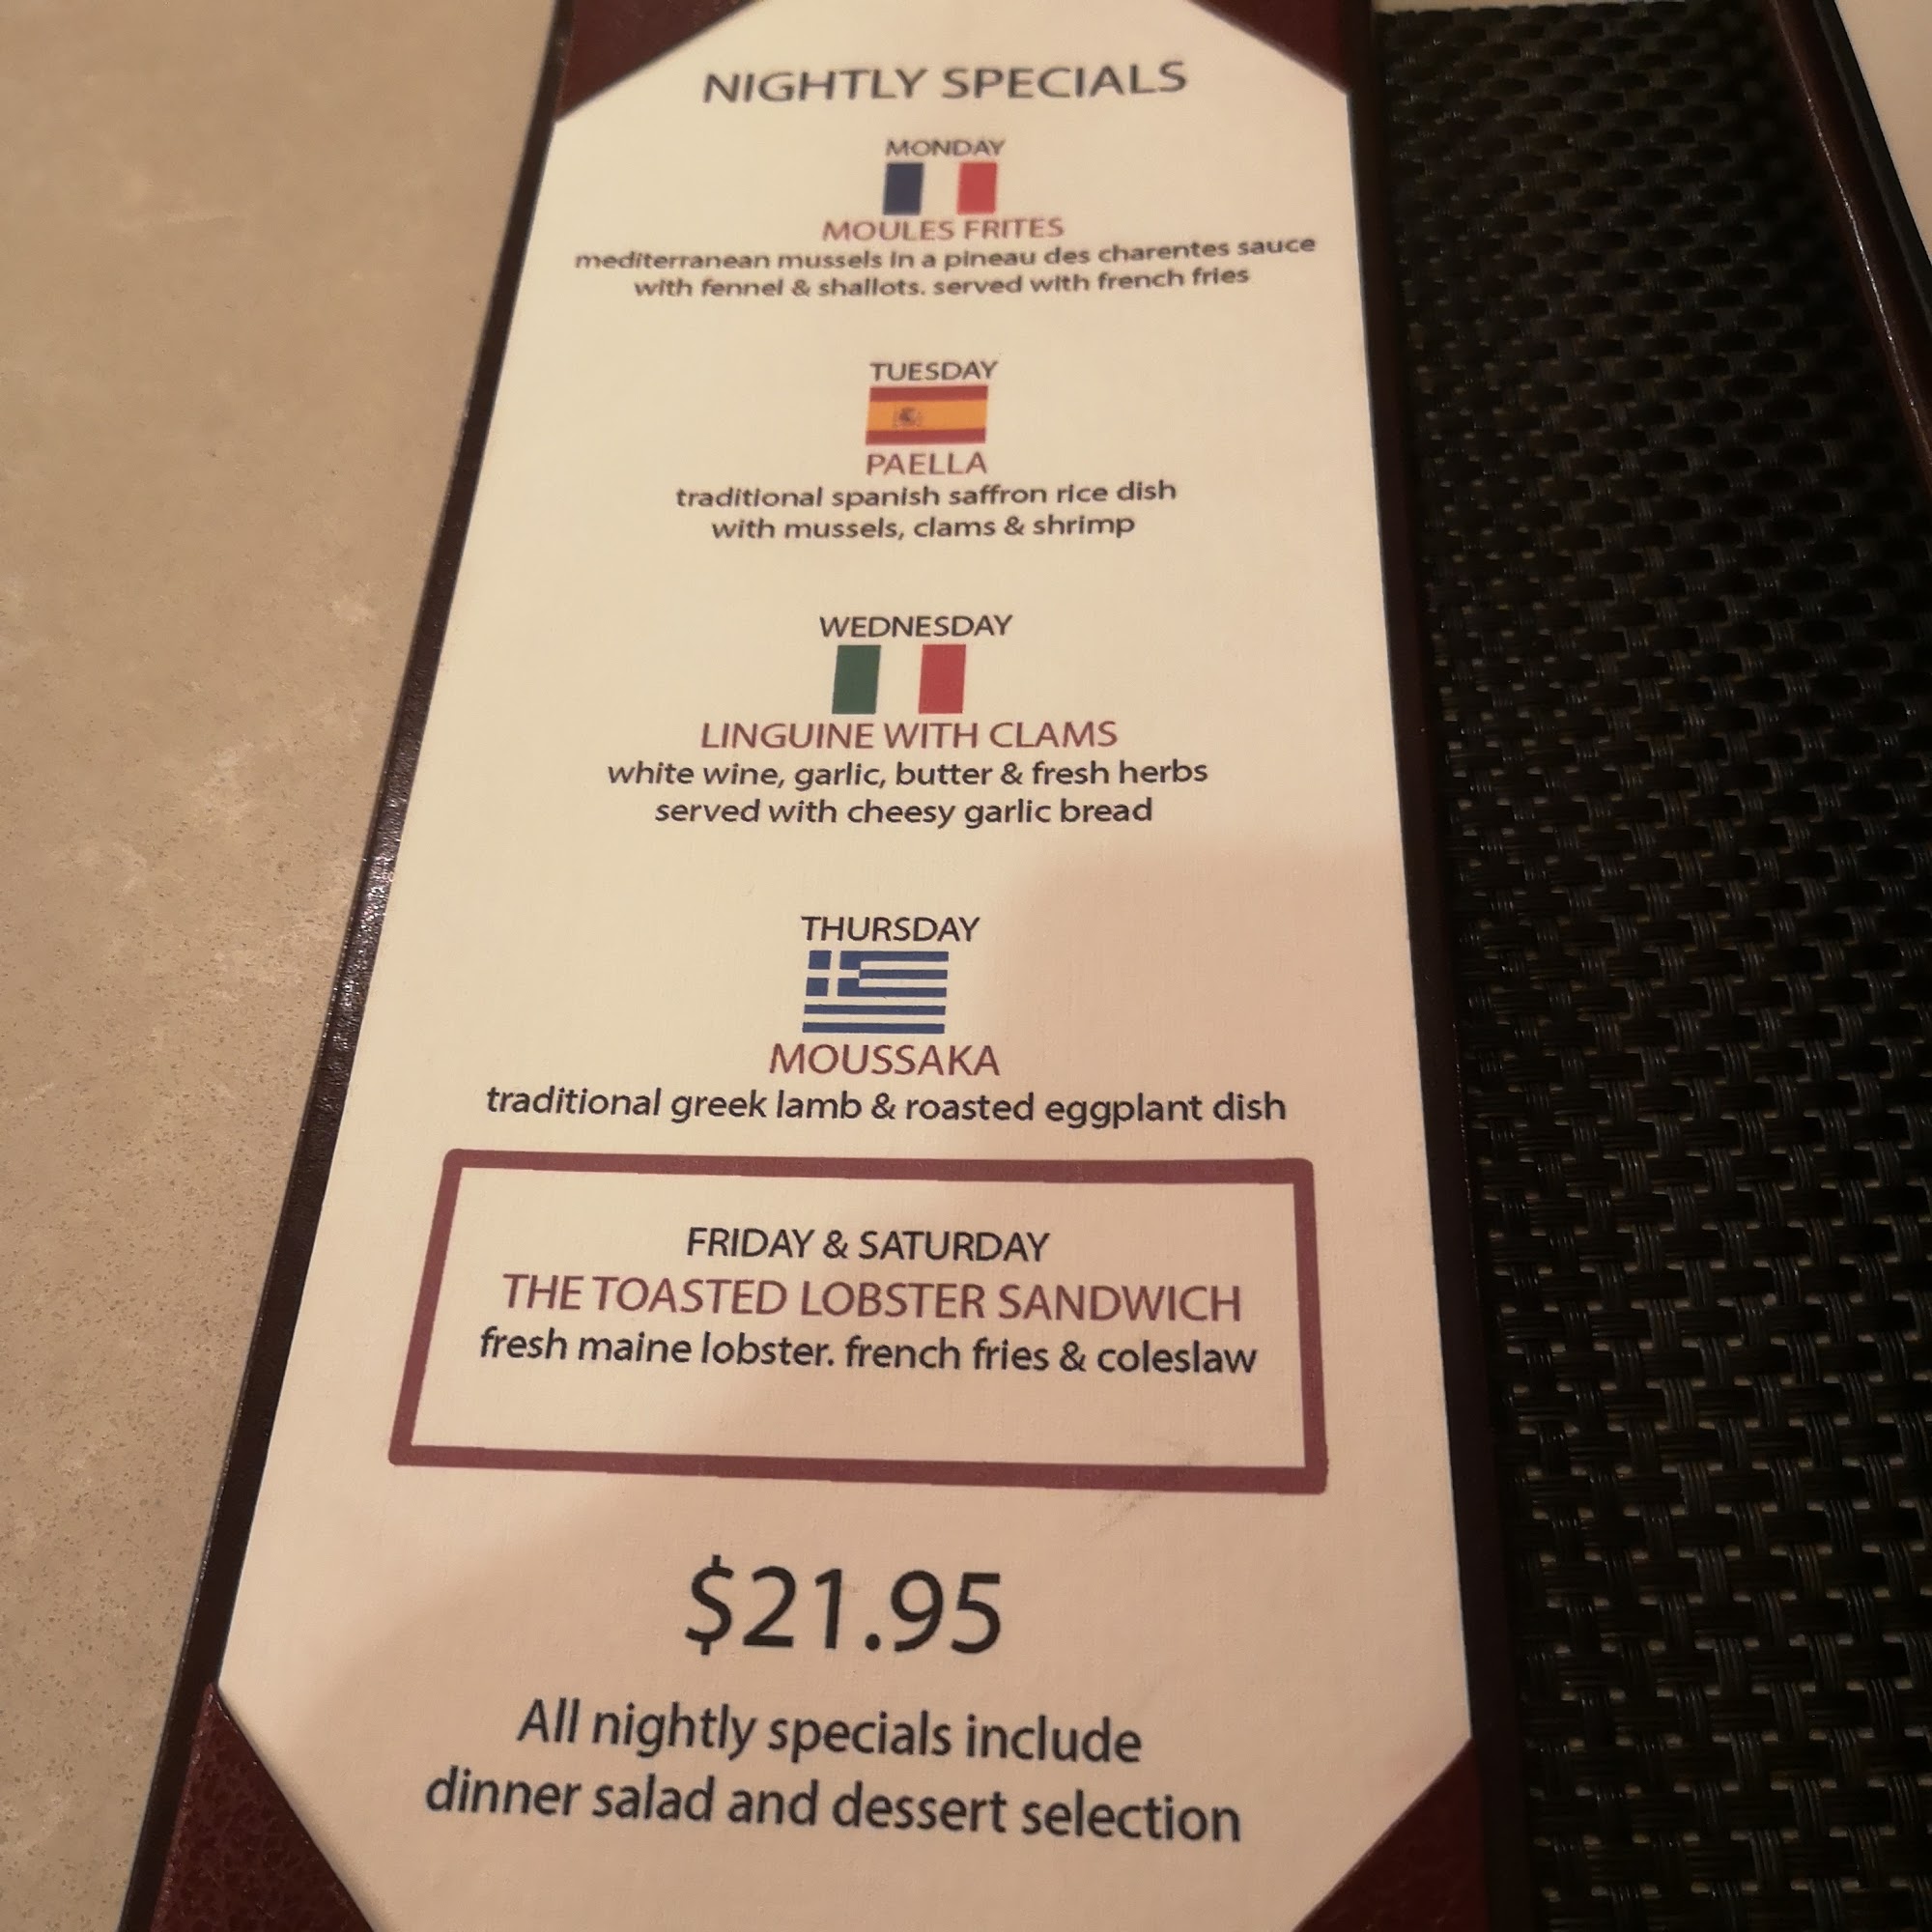 NIGHTLY SPECIALS
MONDAY
MOULES FRITES
mediterranean mussels in a pineau des charentes sauce
with fennel & shallots. served with french fries
TUESDAY
PAELLA
traditional spanish saffron rice dish
with mussels, clams & shrimp
WEDNESDAY
LINGUINE WITH CLAMS
white wine, garlic, butter & fresh herbs
served with cheesy garlic bread
THURSDAY
MOUSSAKA
traditional greek lamb & roasted eggplant dish
FRIDAY & SATURDAY
THE TOASTED LOBSTER SANDWICH
fresh maine lobster. french fries & coleslaw
$21.95
All nightly specials include
dinner salad and dessert selection